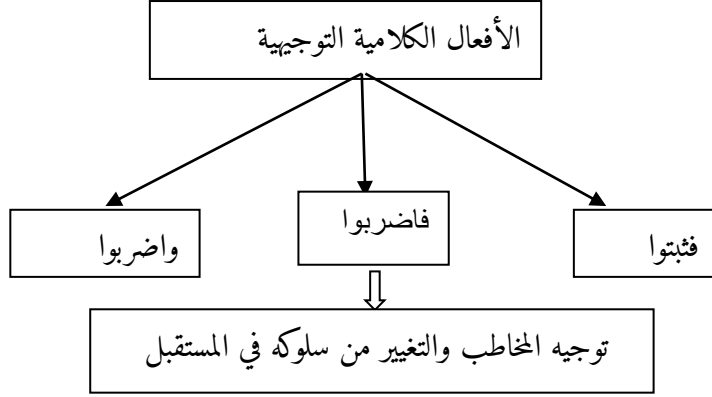 الأفعال الكلامية التوجيهية
فثبتوا
فاضربوا
واضربوا
توجيه المخاطب والتغيير من سلوكه في المستقبل